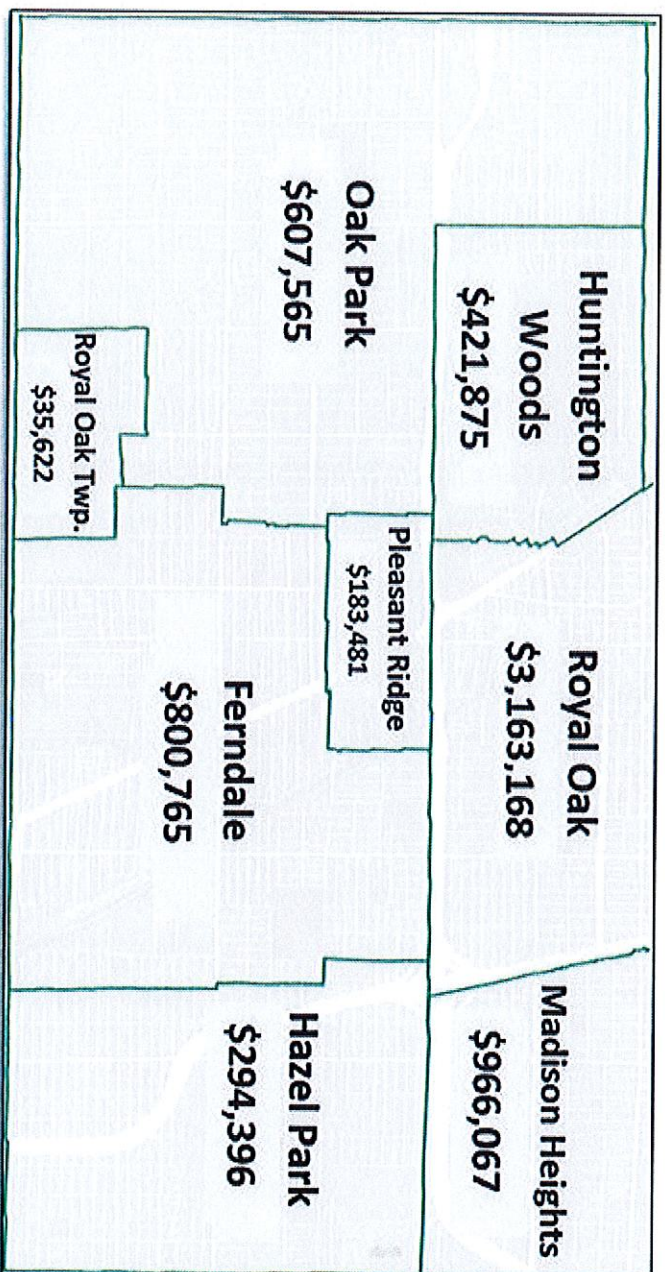 Huntington
Woods
$421,875
Royal Oak
$3,163,168
Madison Heights
$966,067
Oak Park
$607,565
Pleasant Ridge
$183,481
Ferndale
$800,765
Hazel Park
$294,396
Royal Oak Twp.
$35,622